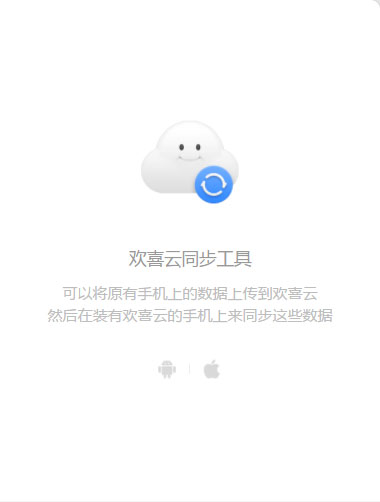 欢喜云同步工具
可以将原有手机上的数据上传到欢喜云
然后在装有欢喜云的手机上来同步这些数据